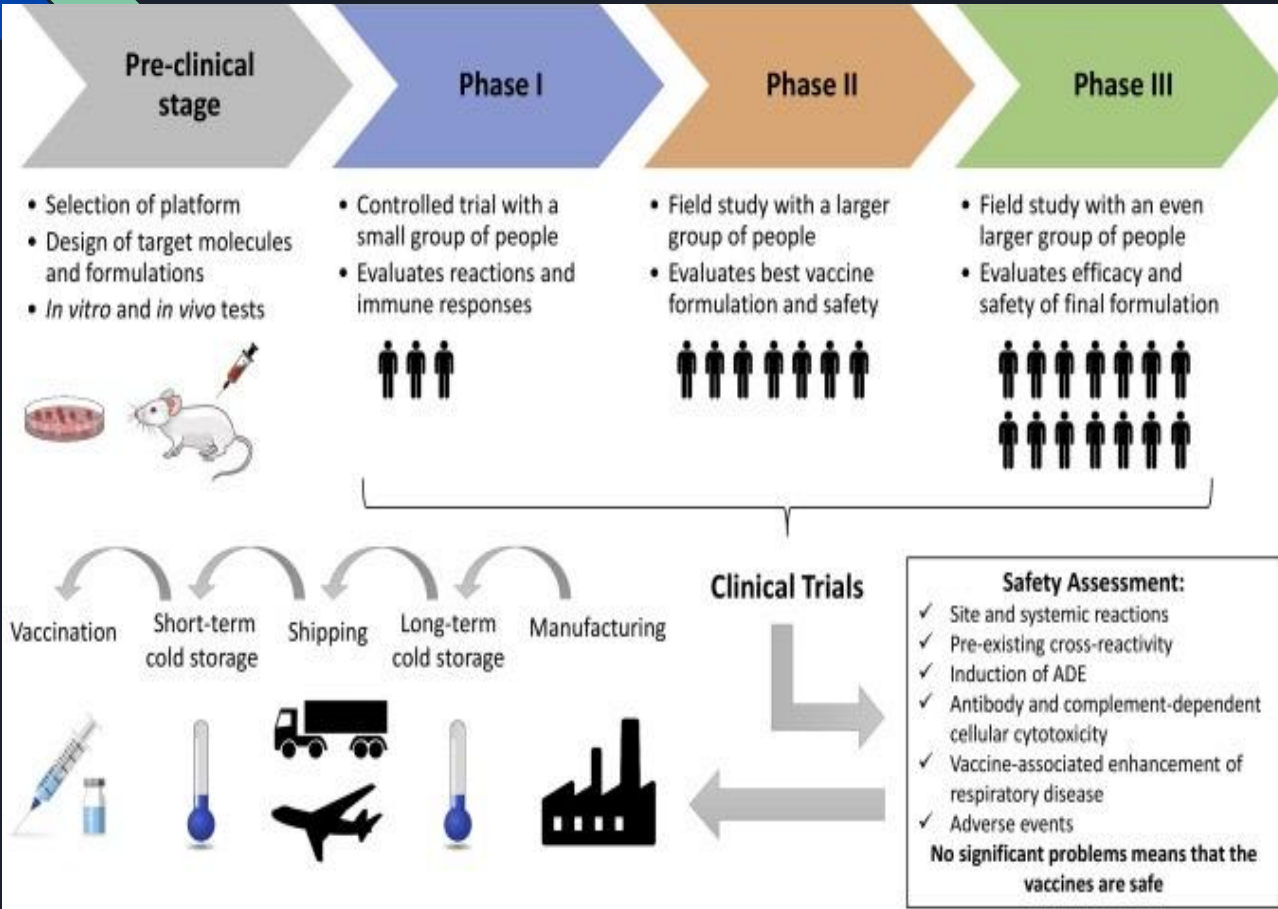 Pre-clinical
stage
Phase I
Phase II
Phase III
• Selection of platform
• Design of target molecules
and formulations
• In vitro and in vivo tests
• Controlled trial with a
small group of people
• Evaluates reactions and
immune responses
• Field study with a larger
group of people
• Evaluates best vaccine
formulation and safety
• Field study with an even
larger group of people
• Evaluates efficacy and
safety of final formulation
Clinical Trials
Safety Assessment:
✓ Site and systemic reactions
✓ Pre-existing cross-reactivity
✓ Induction of ADE
✓ Antibody and complement-dependent
cellular cytotoxicity
✓ Vaccine-associated enhancement of
respiratory disease
✓ Adverse events
No significant problems means that the
vaccines are safe
Manufacturing
Long-term
cold storage
Shipping
Short-term
cold storage
Vaccination